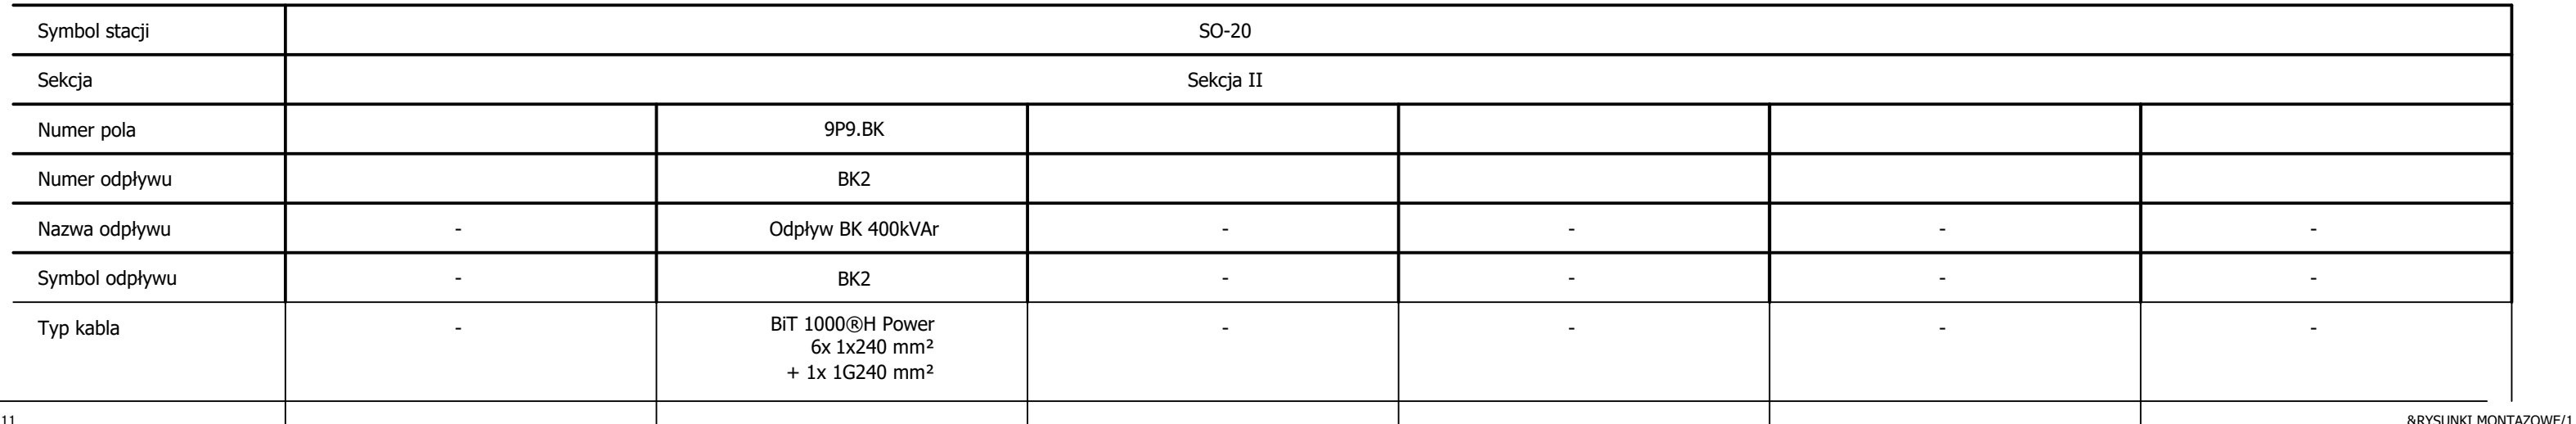 Symbol stacji SO-20
Sekcja Sekcja II
Numer pola 9P9.BK
Numer odpływu BK2
Nazwa odpływu - Odpływ BK 400kVAr - - - -
Symbol odpływu - BK2 - - - -
Typ kabla - BiT 1000®H Power - - - -
6x 1x240 mm²
+ 1x 1G240 mm²
11 &RYSUNKI MONTAZOWE/1